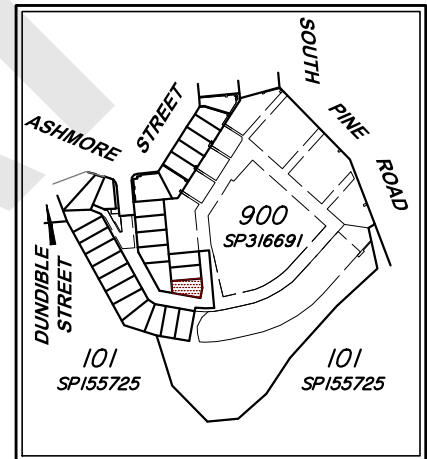 SOUTH
PINE
ROAD
ASHMORE
STREET
900
SP316691
DUNDIBLE
STREET
101
SP155725
101
SP155725